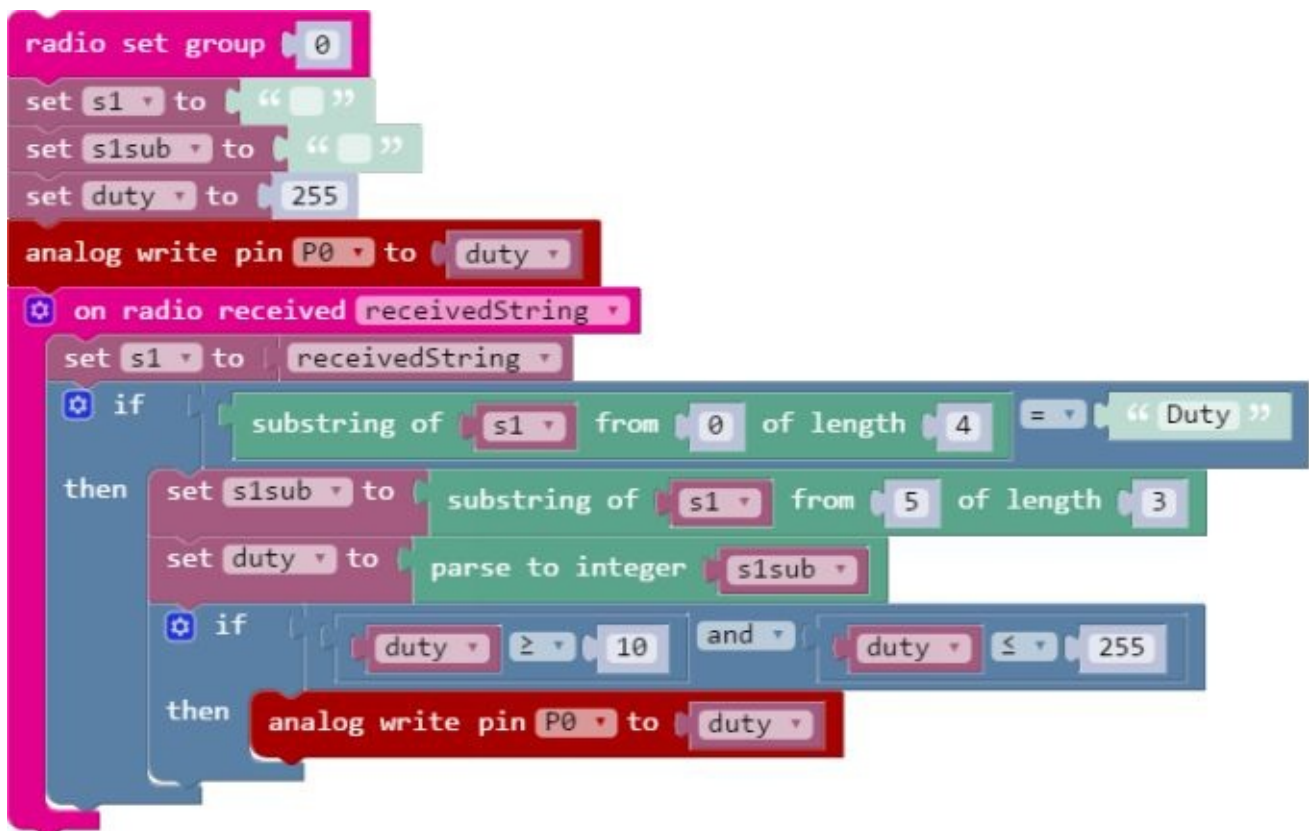 radio set group 0
set s1 to “ ”
set s1sub to “ ”
set duty to 255
analog write pin P0 to duty
on radio received receivedString
set s1 to receivedString
if substring of s1 from 0 of length 4 = “ Duty ”
then set s1sub to substring of s1 from 5 of length 3
set duty to parse to integer s1sub
if duty ≥ 10 and duty ≤ 255
then analog write pin P0 to duty